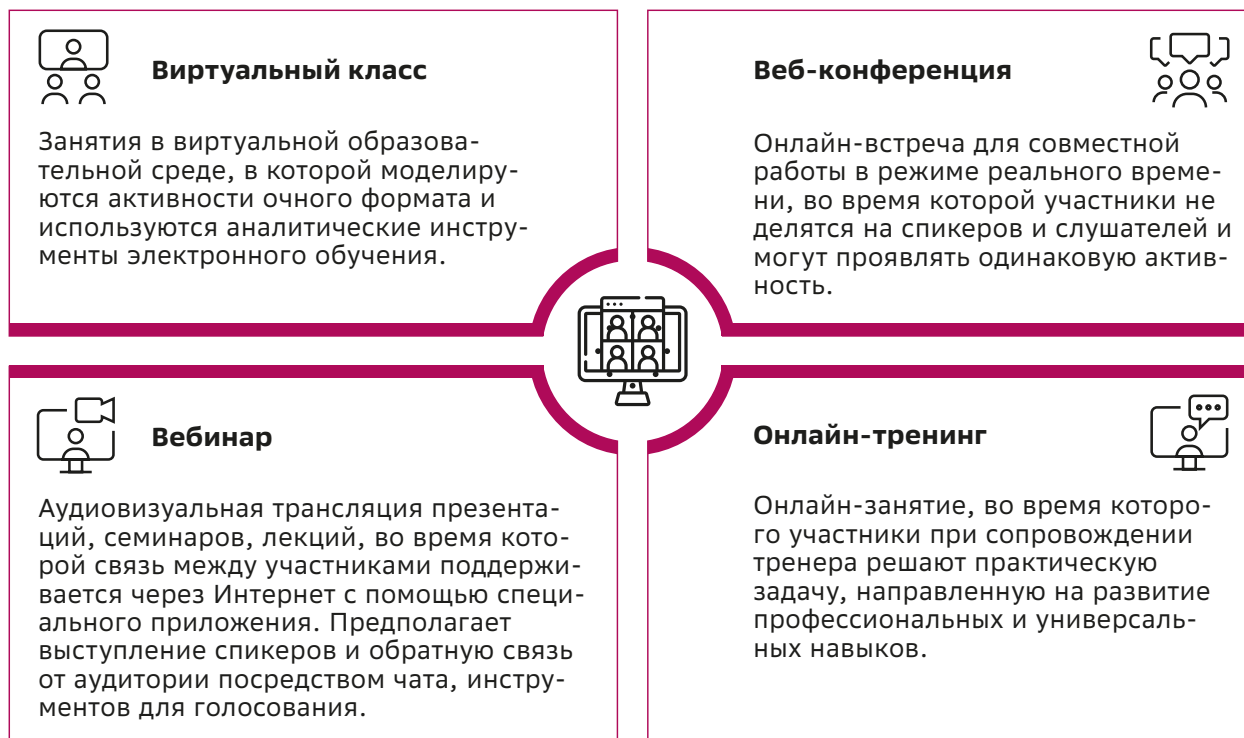 Виртуальный класс
Занятия в виртуальной образова-
тельной среде, в которой моделиру-
ются активности очного формата и
используются аналитические инстру-
менты электронного обучения.
Веб-конференция
Онлайн-встреча для совместной
работы в режиме реального време-
ни, во время которой участники не
делятся на спикеров и слушателей и
могут проявлять одинаковую актив-
ность.
Вебинар
Аудиовизуальная трансляция презента-
ций, семинаров, лекций, во время кото-
рой связь между участниками поддержи-
вается через Интернет с помощью специ-
ального приложения. Предполагает
выступление спикеров и обратную связь
от аудитории посредством чата, инстру-
ментов для голосования.
Онлайн-тренинг
Онлайн-занятие, во время которо-
го участники при сопровождении
тренера решают практическую
задачу, направленную на развитие
профессиональных и универсаль-
ных навыков.